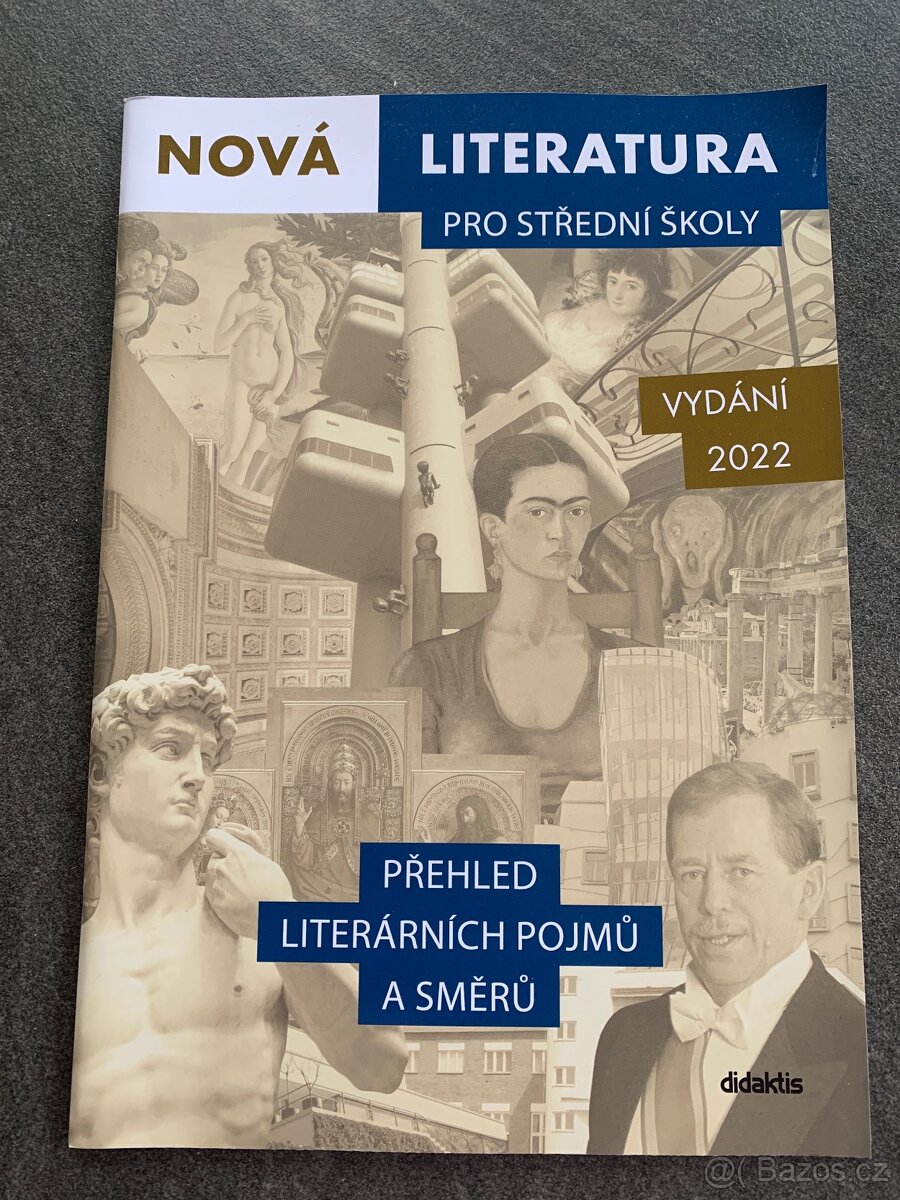 NOVÁ LITERATURA
PRO STŘEDNÍ ŠKOLY
VYDÁNÍ
2022
PŘEHLED
LITERÁRNÍCH POJMŮ
A SMĚRŮ
didaktis
@( Bazos.cz